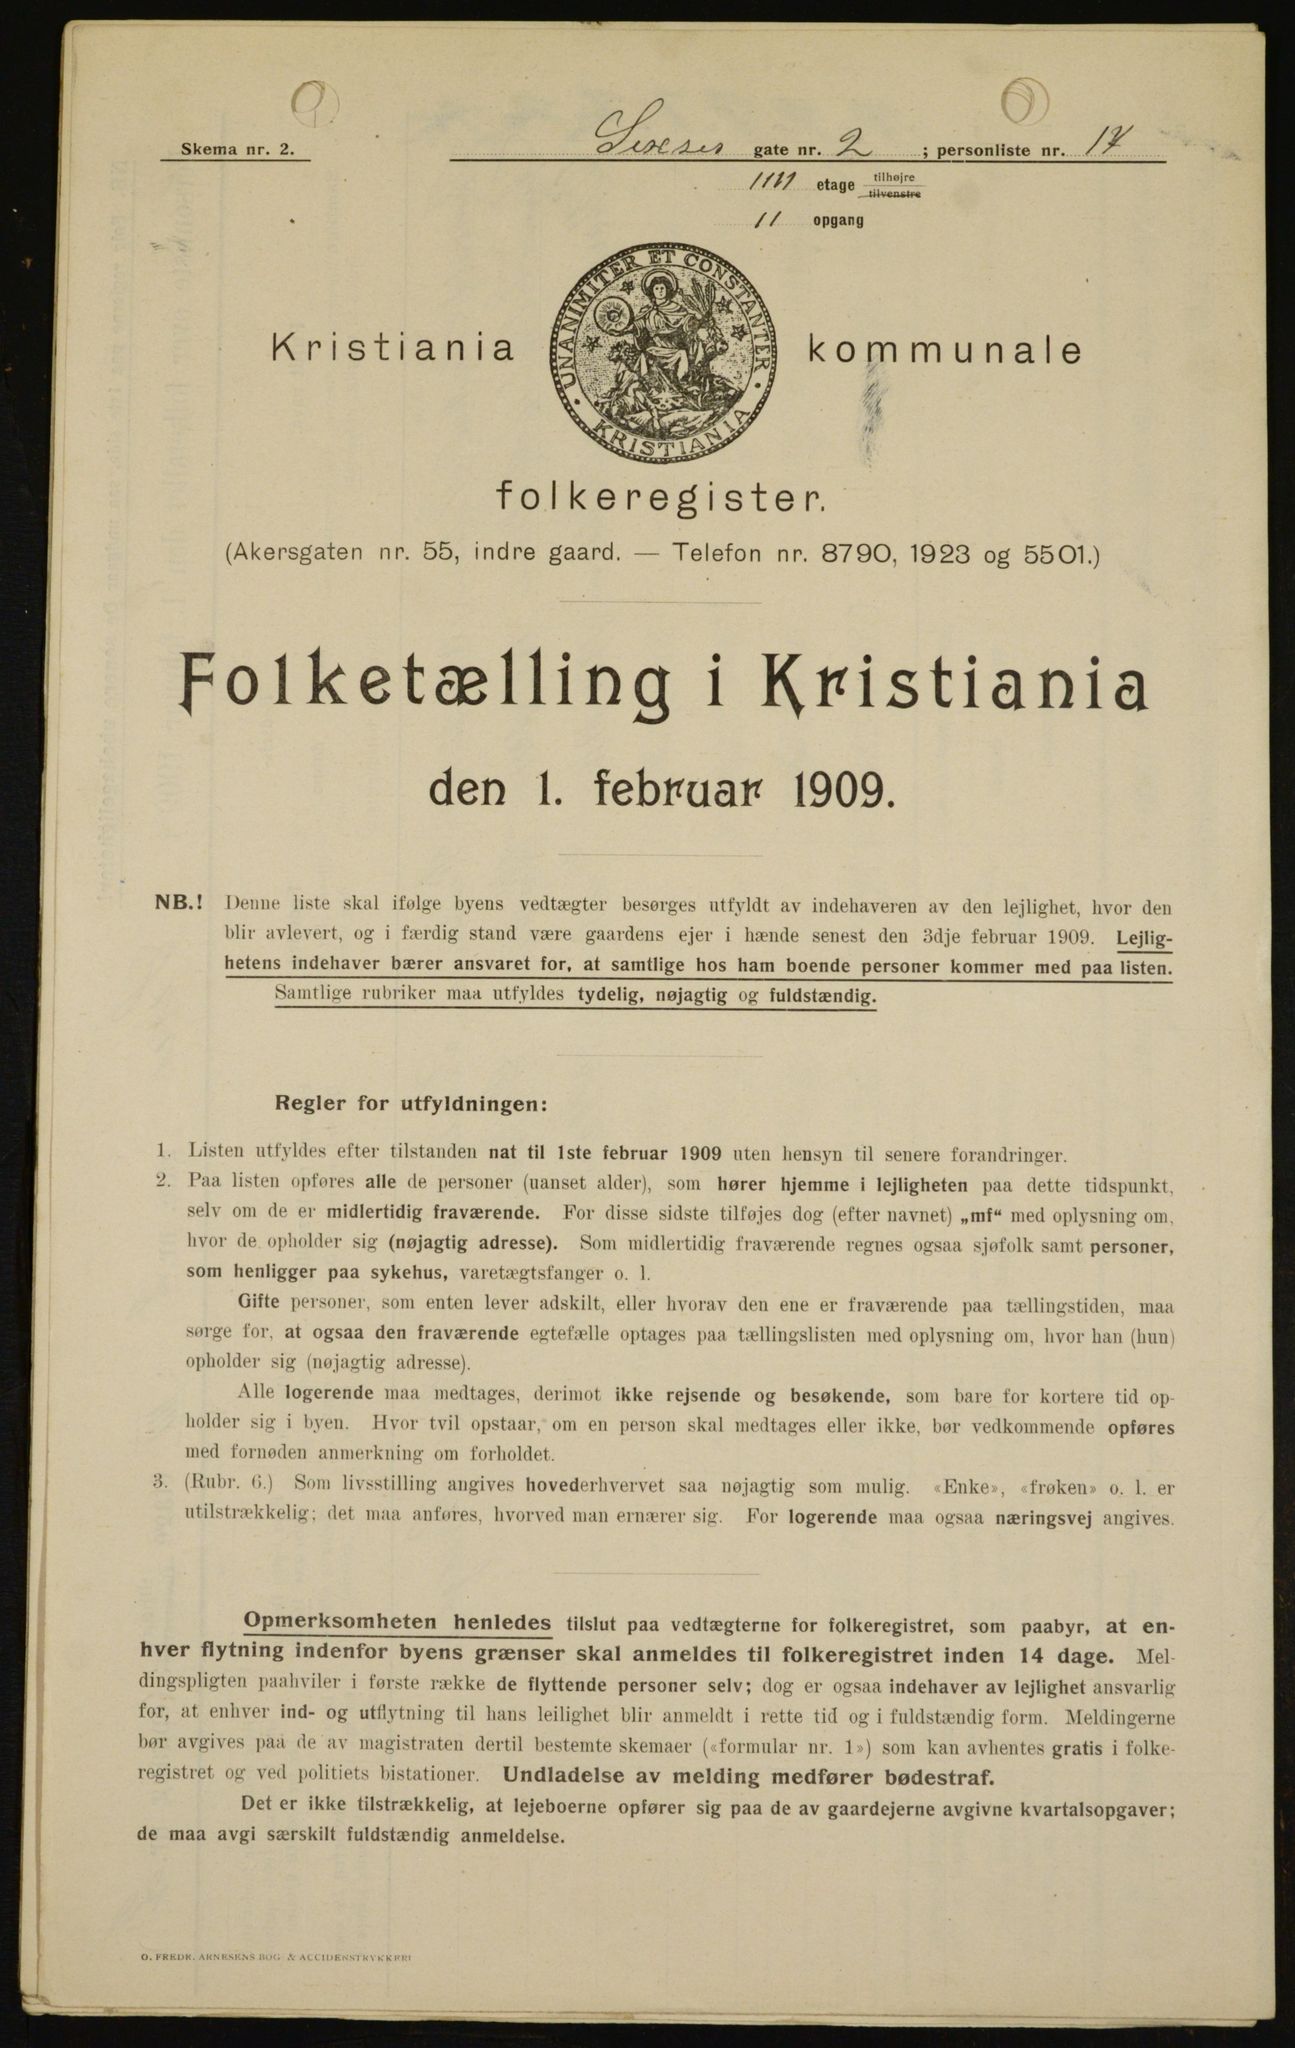 Skema nr. 2.
Sexes gate nr. 2 ; personliste nr. 17
1111 etage tilhøjre
tilvenstre
11 opgang
UNANIMITER ET CONSTANTER
KRISTIANIA
Kristiania kommunale
folkeregister.
(Akersgaten nr. 55, indre gaard. — Telefon nr. 8790, 1923 og 5501.)
Folketælling i Kristiania
den 1. februar 1909.
NB.! Denne liste skal ifølge byens vedtægter besørges utfyldt av indehaveren av den lejlighet, hvor den
blir avlevert, og i færdig stand være gaardens ejer i hænde senest den 3dje februar 1909. Lejlig-
hetens indehaver bærer ansvaret for, at samtlige hos ham boende personer kommer med paa listen.
Samtlige rubriker maa utfyldes tydelig, nøjagtig og fuldstændig.
Regler for utfyldningen:
1. Listen utfyldes efter tilstanden nat til 1ste februar 1909 uten hensyn til senere forandringer.
2. Paa listen opføres alle de personer (uanset alder), som hører hjemme i lejligheten paa dette tidspunkt,
selv om de er midlertidig fraværende. For disse sidste tilføjes dog (efter navnet) „mf“ med oplysning om,
hvor de opholder sig (nøjagtig adresse). Som midlertidig fraværende regnes ogsaa sjøfolk samt personer,
som henligger paa sykehus, varetægtsfanger o. l.
Gifte personer, som enten lever adskilt, eller hvorav den ene er fraværende paa tællingstiden, maa
sørge for, at ogsaa den fraværende egtefælle optages paa tællingslisten med oplysning om, hvor han (hun)
opholder sig (nøjagtig adresse).
Alle logerende maa medtages, derimot ikke rejsende og besøkende, som bare for kortere tid op-
holder sig i byen. Hvor tvil opstaar, om en person skal medtages eller ikke, bør vedkommende opføres
med fornøden anmerkning om forholdet.
3. (Rubr. 6.) Som livsstilling angives hovederhvervet saa nøjagtig som mulig. «Enke», «frøken» o. l. er
utilstrækkelig; det maa anføres, hvorved man ernærer sig. For logerende maa ogsaa næringsvej angives.
Opmerksomheten henledes tilslut paa vedtægterne for folkeregistret, som paabyr, at en-
hver flytning indenfor byens grænser skal anmeldes til folkeregistret inden 14 dage. Mel-
dingspligten paahviler i første række de flyttende personer selv; dog er ogsaa indehaver av lejlighet ansvarlig
for, at enhver ind- og utflytning til hans leilighet blir anmeldt i rette tid og i fuldstændig form. Meldingerne
bør avgives paa de av magistraten dertil bestemte skemaer («formular nr. 1») som kan avhentes gratis i folke-
registret og ved politiets bistationer. Undladelse av melding medfører bødestraf.
Det er ikke tilstrækkelig, at lejeboerne opfører sig paa de av gaardejerne avgivne kvartalsopgaver;
de maa avgi særskilt fuldstændig anmeldelse.
O. FREDR. ARNESENS BOG & ACCIDENSTRYKKERI